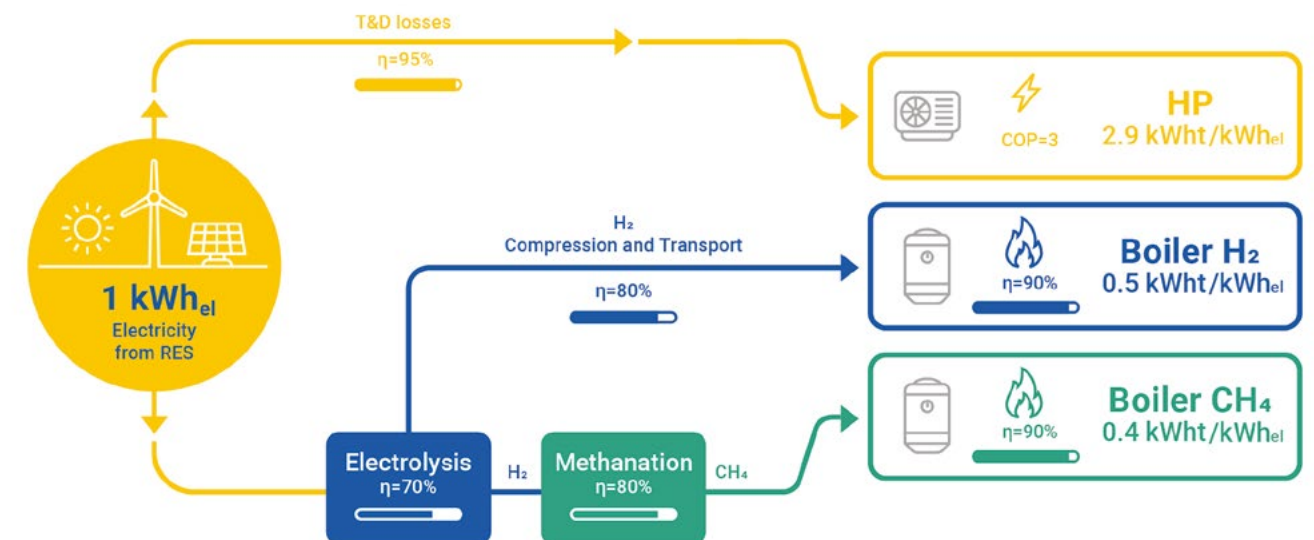 T&D losses
η=95%
HP
COP=3
2.9 kWht/kWhel
1 kWhel
Electricity
from RES
H₂
Compression and Transport
η=80%
Boiler H₂
η=90%
0.5 kWht/kWhel
Electrolysis
η=70%
H₂
Methanation
η=80%
CH₄
Boiler CH₄
η=90%
0.4 kWht/kWhel